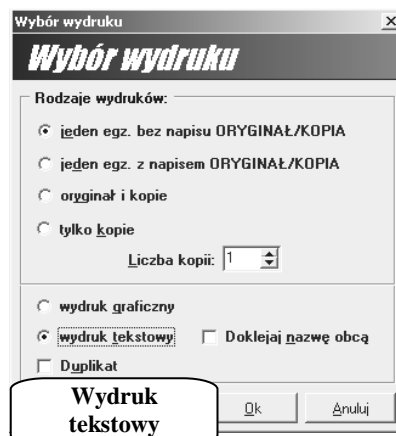 Wybór wydruku
Wybór wydruku
Rodzaje wydruków:
jeden egz. bez napisu ORYGINAŁ/KOPIA
jeden egz. z napisem ORYGINAŁ/KOPIA
oryginał i kopie
tylko kopie
Liczba kopii: 1
wydruk graficzny
wydruk tekstowy Doklejaj nazwę obcą
Duplikat
Wydruk
tekstowy
Ok Anuluj